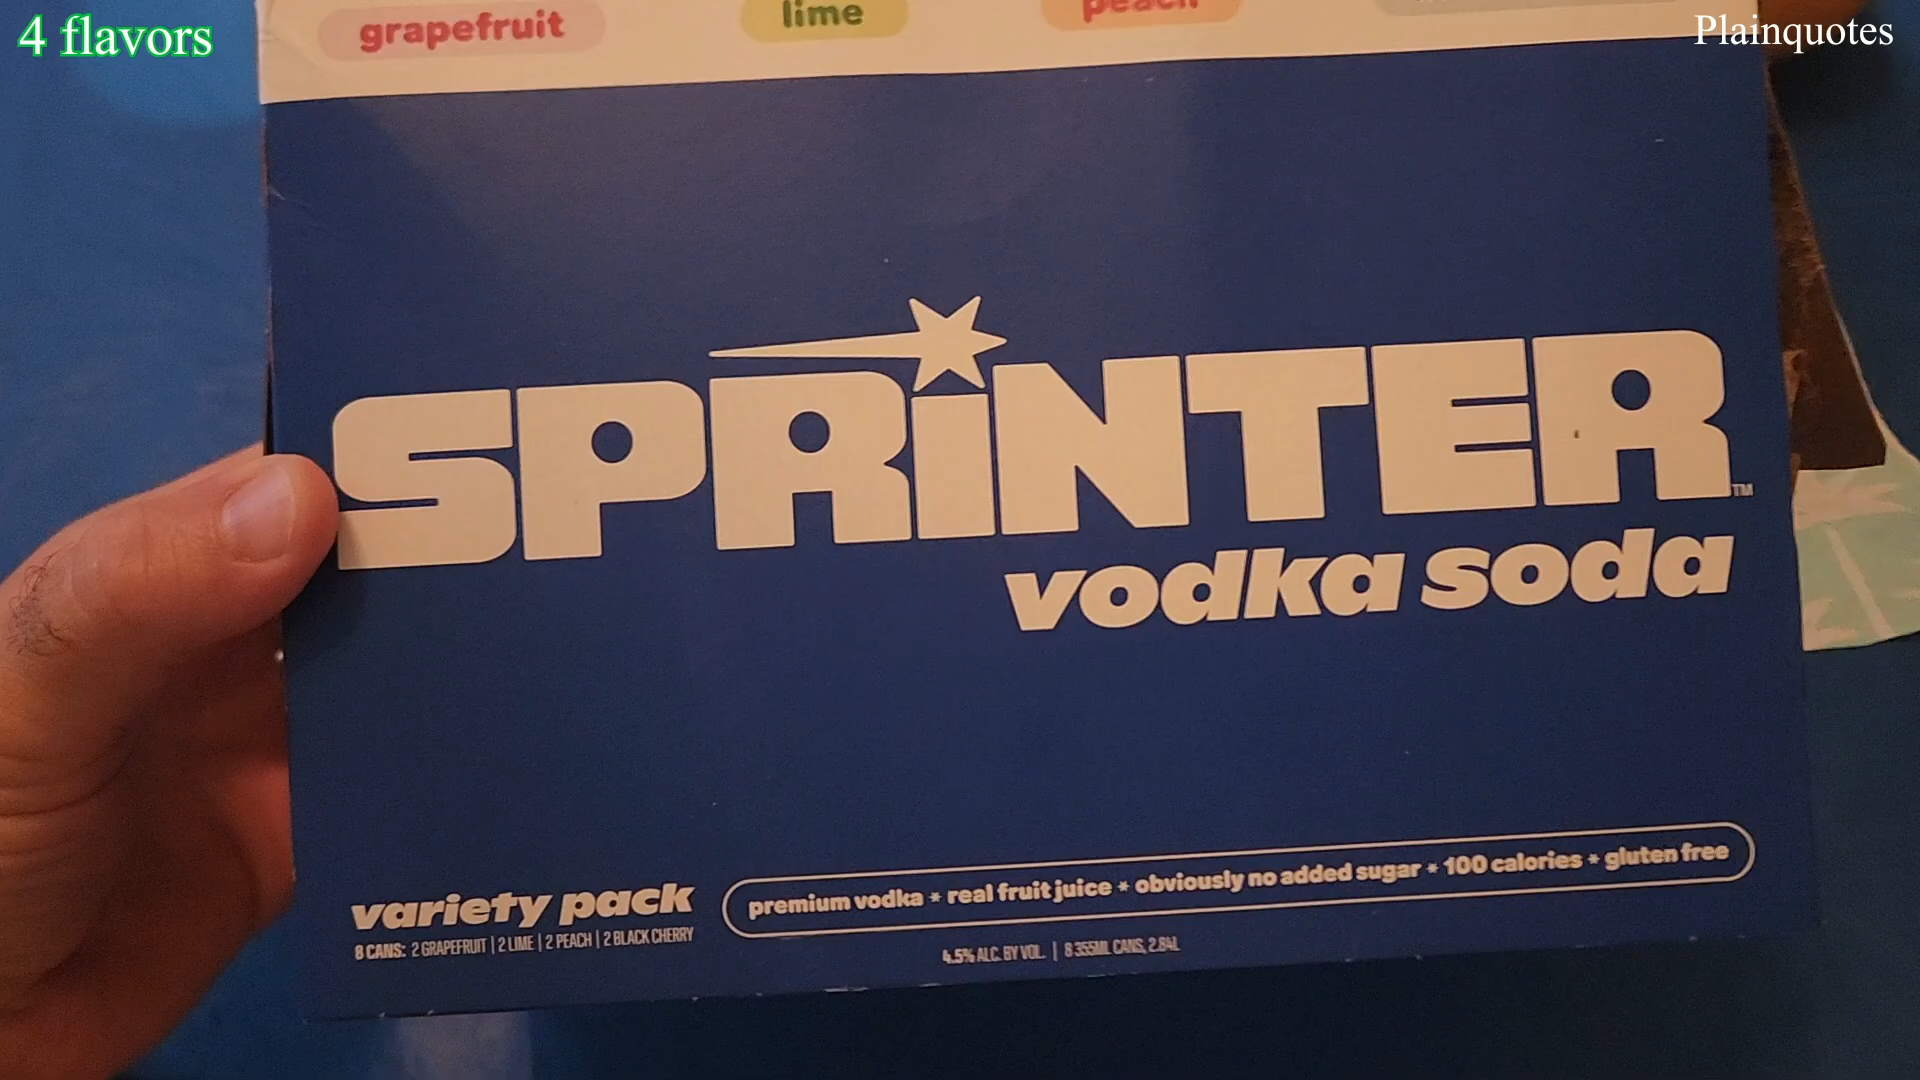 4 flavors
Plainquotes
grapefruit
lime
peach
SPRiNTER™
vodka soda
variety pack
8 CANS: 2 GRAPEFRUIT | 2 LIME | 2 PEACH | 2 BLACK CHERRY
premium vodka * real fruit juice * obviously no added sugar * 100 calories * gluten free
4.5% ALC. BY VOL. | 8 355ML CANS, 2.84L